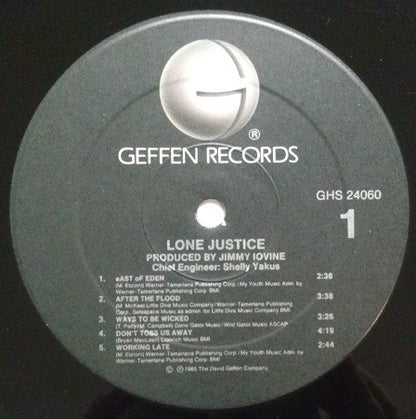 G
®
GEFFEN RECORDS
GHS 24060
1
LONE JUSTICE
PRODUCED BY JIMMY IOVINE
Chief Engineer: Shelly Yakus
1. eAST oF EDEN 2:36
(M. Etzioni) Warner-Tamerlane Publishing Corp./My Youth Music Adm. by
Warner-Tamerlane Publishing Corp. BMI
2. AFTER THE FLOOD 3:38
(M. McKee) Little Diva Music Company/Warner-Tamerlane Publishing
Corp., Safespace Music as admin. for Little Diva Music Company BMI
3. WAYS TO BE WICKED 3:26
(T. Petty/M. Campbell) Gone Gator Music/Wild Gator Music ASCAP
4. DON'T TOSS US AWAY 4:19
(Bryan MacLean) Music BMI
5. WORKING LATE 2:44
(M. Etzioni) Warner-Tamerlane Publishing Corp./My Youth Music Adm. by
Warner-Tamerlane Publishing Corp. BMI
1985 The David Geffen Company